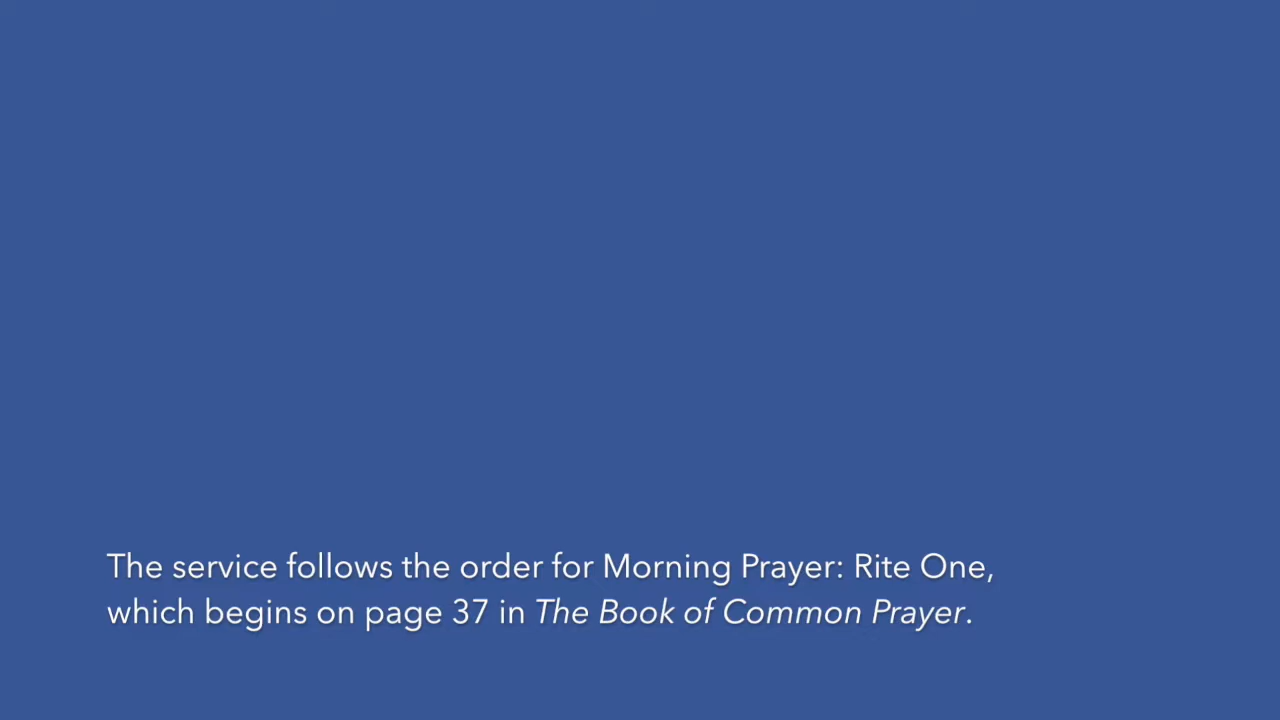 The service follows the order for Morning Prayer: Rite One,
which begins on page 37 in The Book of Common Prayer.